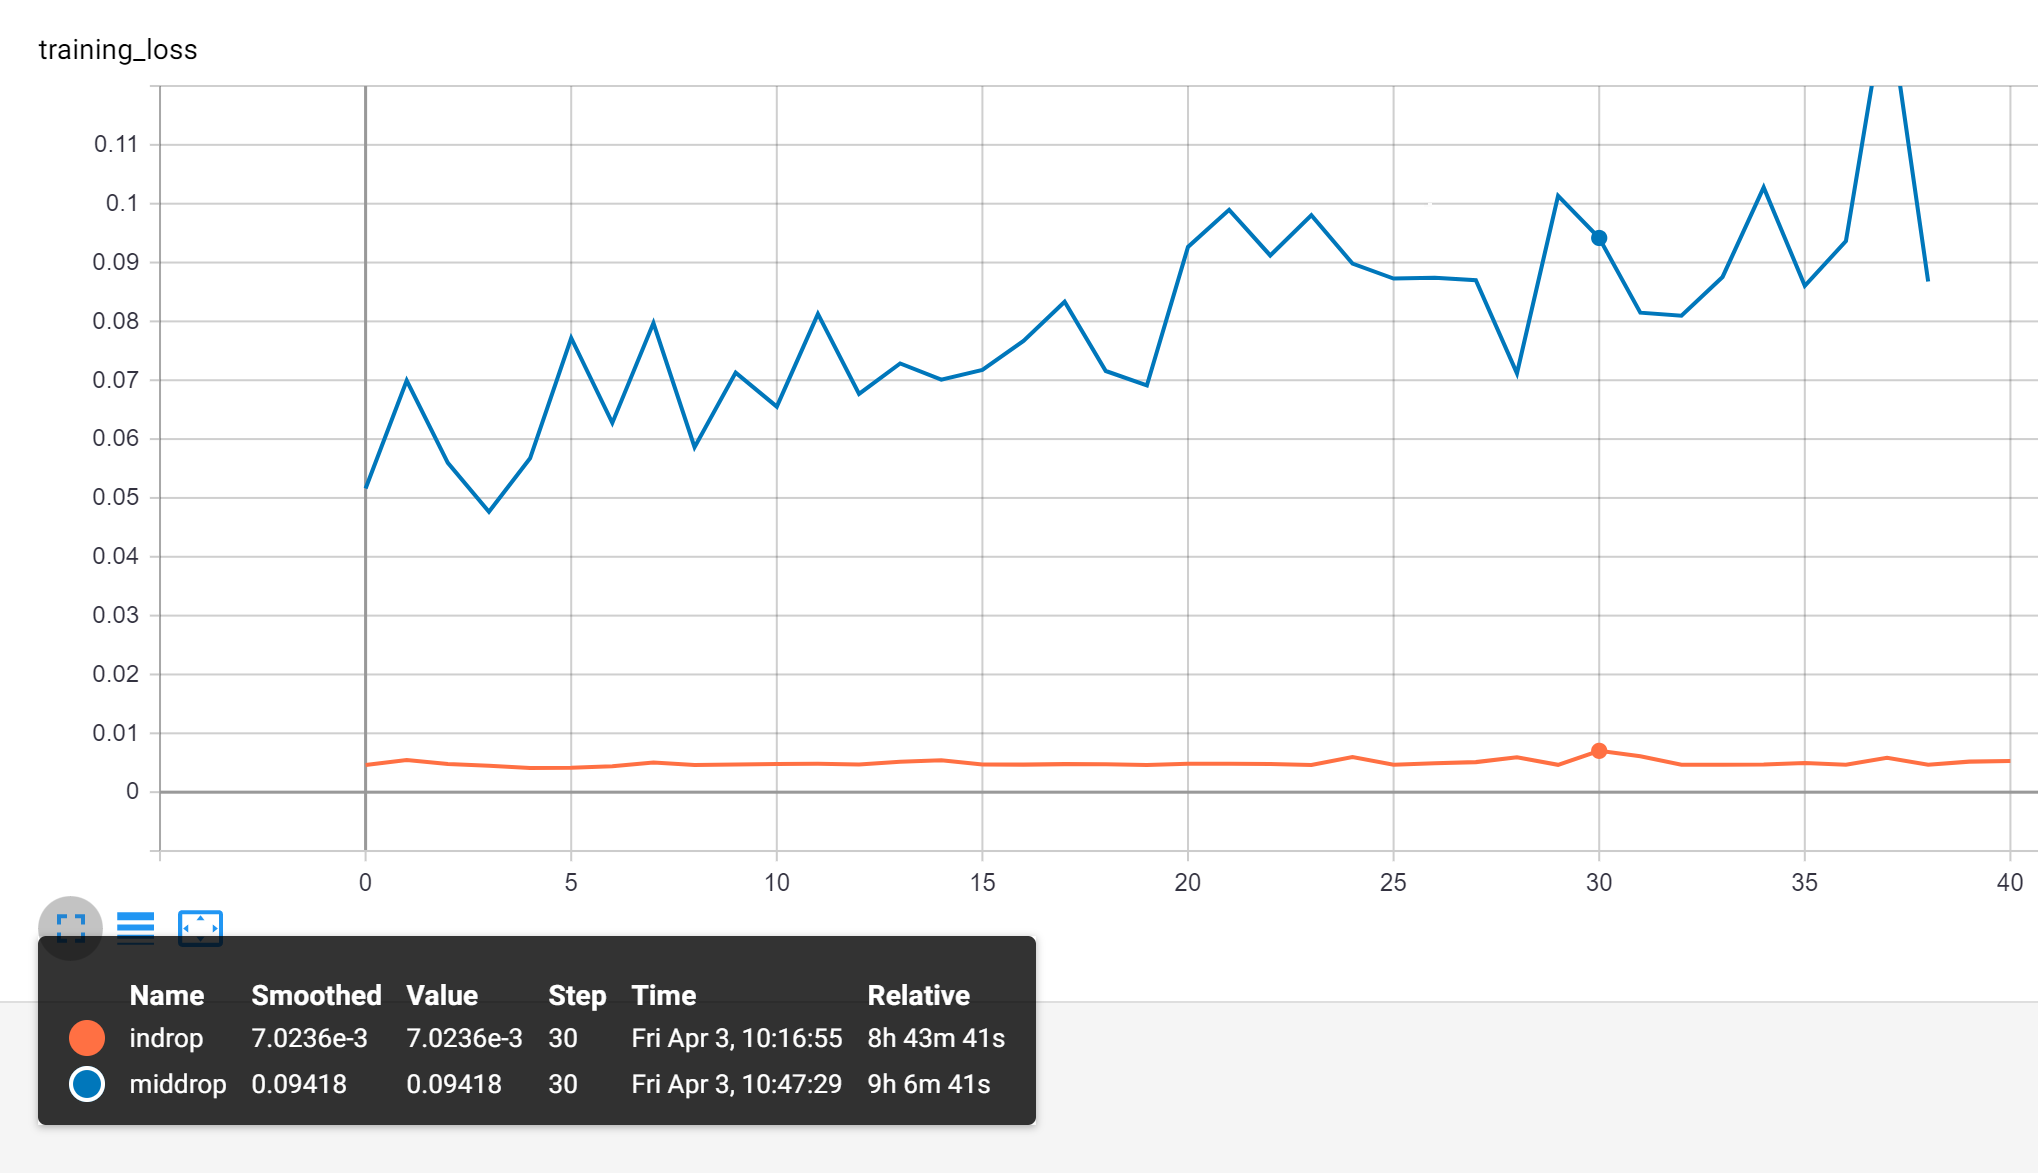 training_loss
0.11
0.1
0.09
0.08
0.07
0.06
0.05
0.04
0.03
0.02
0.01
0
0 5 10 15 20 25 30 35 40
Name Smoothed Value Step Time Relative
indrop 7.0236e-3 7.0236e-3 30 Fri Apr 3, 10:16:55 8h 43m 41s
middrop 0.09418 0.09418 30 Fri Apr 3, 10:47:29 9h 6m 41s